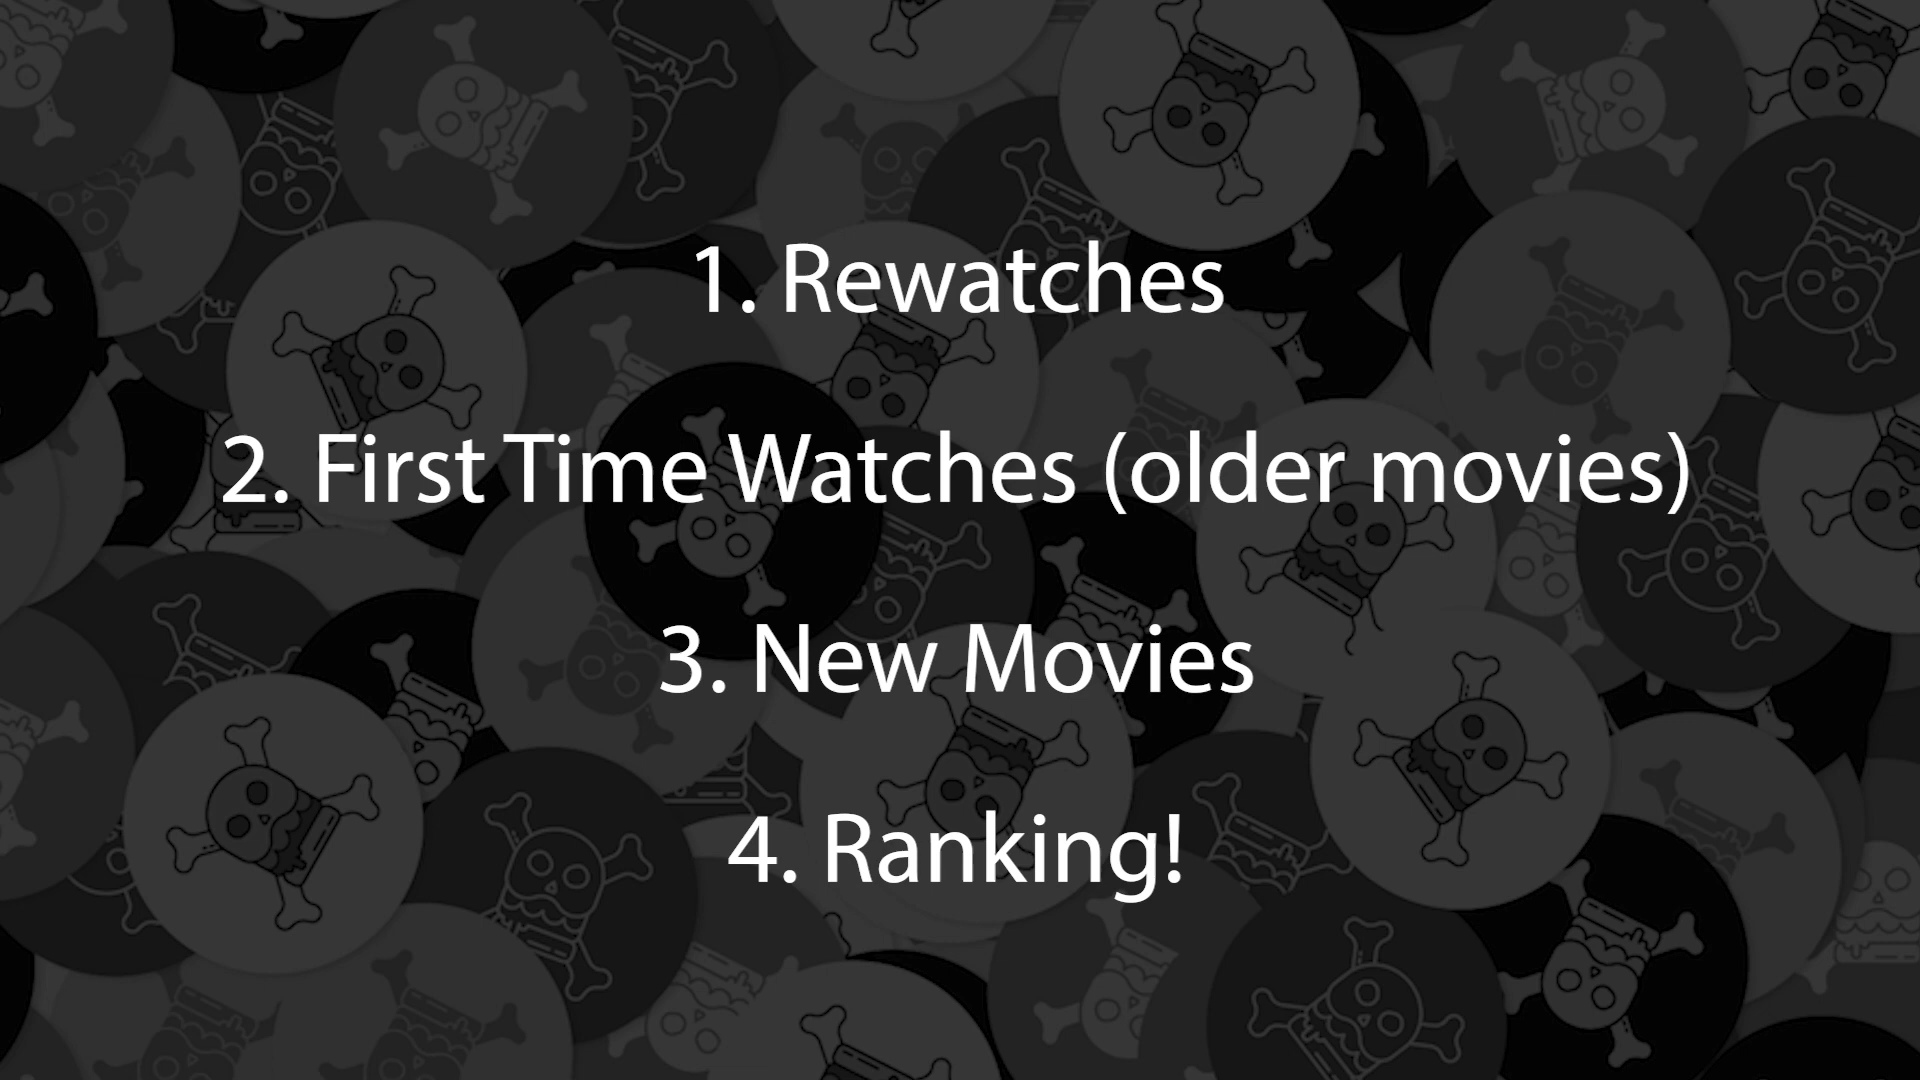 1. Rewatches
2. First Time Watches (older movies)
3. New Movies
4. Ranking!